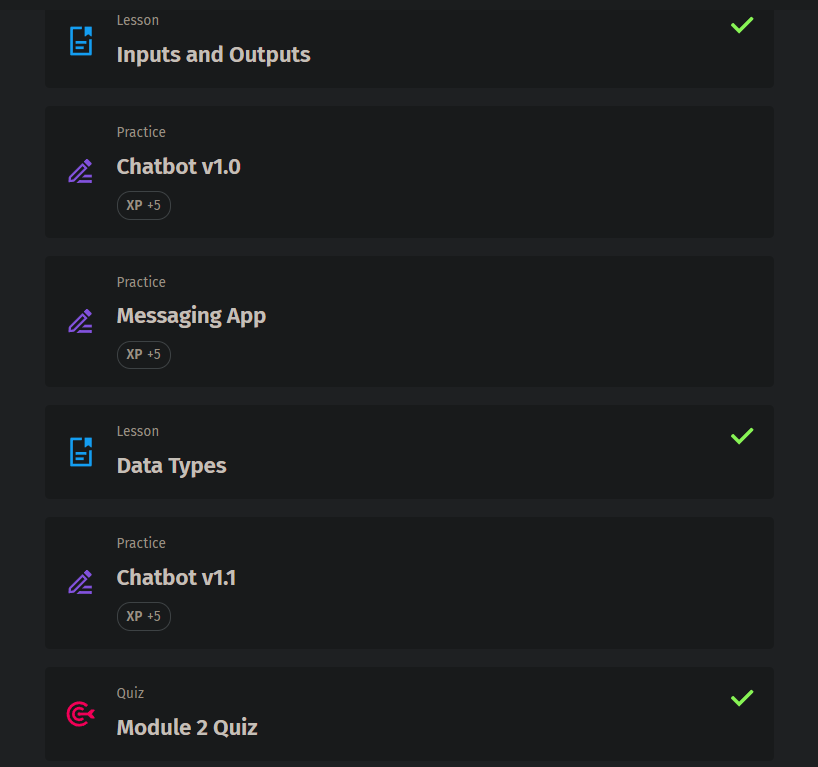 Lesson
Inputs and Outputs
Practice
Chatbot v1.0
XP +5
Practice
Messaging App
XP +5
Lesson
Data Types
Practice
Chatbot v1.1
XP +5
Quiz
Module 2 Quiz